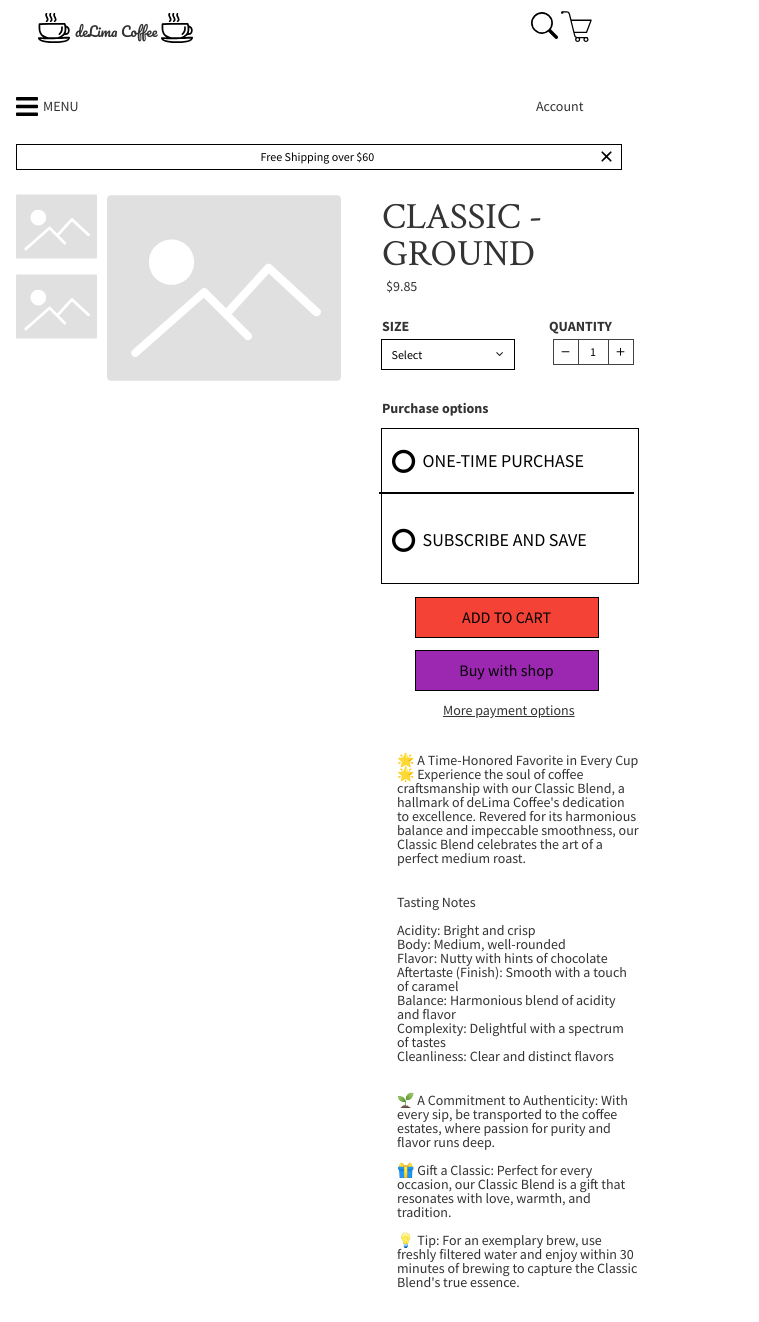 deLima Coffee
MENU
Account
Free Shipping over $60
CLASSIC -
GROUND
$9.85
SIZE
QUANTITY
Select
1
Purchase options
ONE-TIME PURCHASE
SUBSCRIBE AND SAVE
ADD TO CART
Buy with shop
More payment options
🌟 A Time-Honored Favorite in Every Cup
🌟 Experience the soul of coffee
craftsmanship with our Classic Blend, a
hallmark of deLima Coffee's dedication
to excellence. Revered for its harmonious
balance and impeccable smoothness, our
Classic Blend celebrates the art of a
perfect medium roast.
Tasting Notes
Acidity: Bright and crisp
Body: Medium, well-rounded
Flavor: Nutty with hints of chocolate
Aftertaste (Finish): Smooth with a touch
of caramel
Balance: Harmonious blend of acidity
and flavor
Complexity: Delightful with a spectrum
of tastes
Cleanliness: Clear and distinct flavors
🌱 A Commitment to Authenticity: With
every sip, be transported to the coffee
estates, where passion for purity and
flavor runs deep.
🎁 Gift a Classic: Perfect for every
occasion, our Classic Blend is a gift that
resonates with love, warmth, and
tradition.
💡 Tip: For an exemplary brew, use
freshly filtered water and enjoy within 30
minutes of brewing to capture the Classic
Blend's true essence.